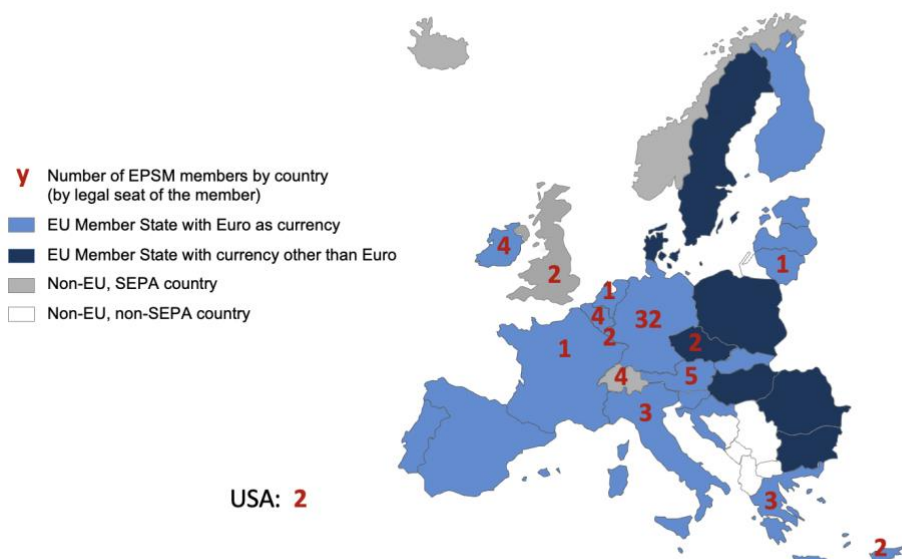 y Number of EPSM members by country
(by legal seat of the member)
EU Member State with Euro as currency
EU Member State with currency other than Euro
Non-EU, SEPA country
Non-EU, non-SEPA country
4
2
1
1
4
32
2
1
2
4
5
3
3
2
USA: 2